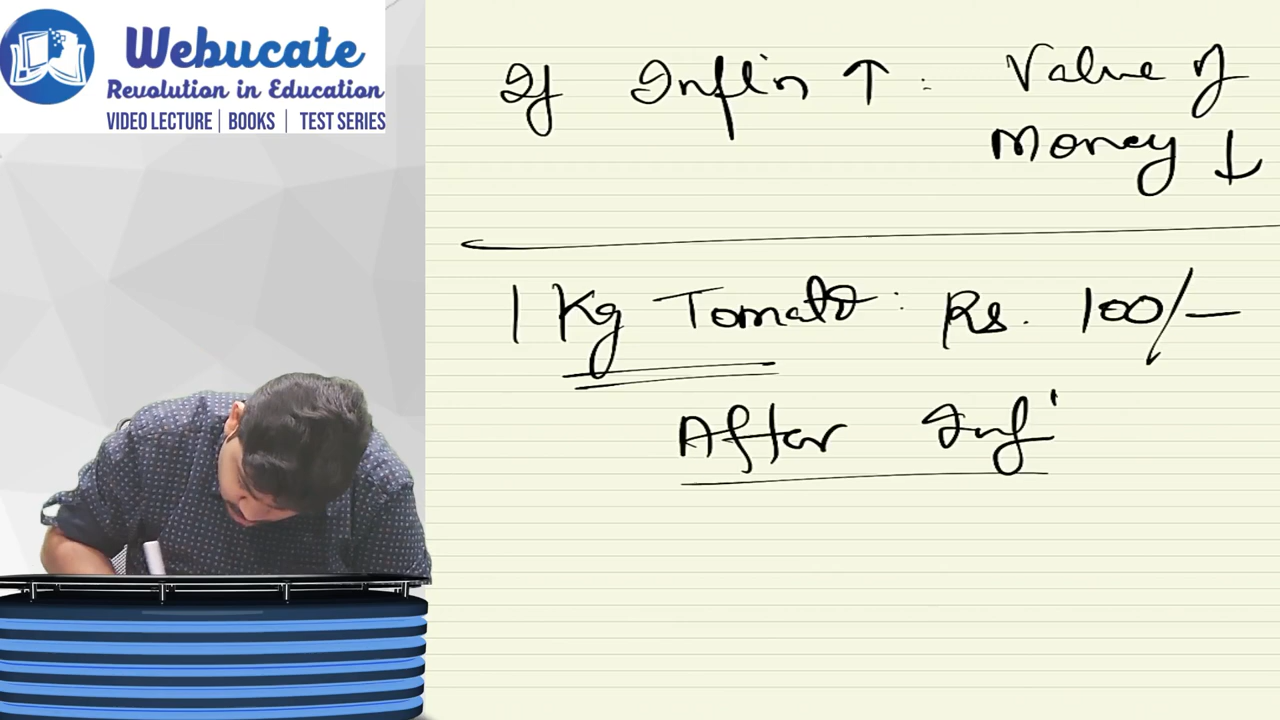 Webucate
Revolution in Education
VIDEO LECTURE | BOOKS | TEST SERIES
If Inflin ↑ : Value of
Money ↓
1 Kg Tomato : Rs. 100/-
After Inf'